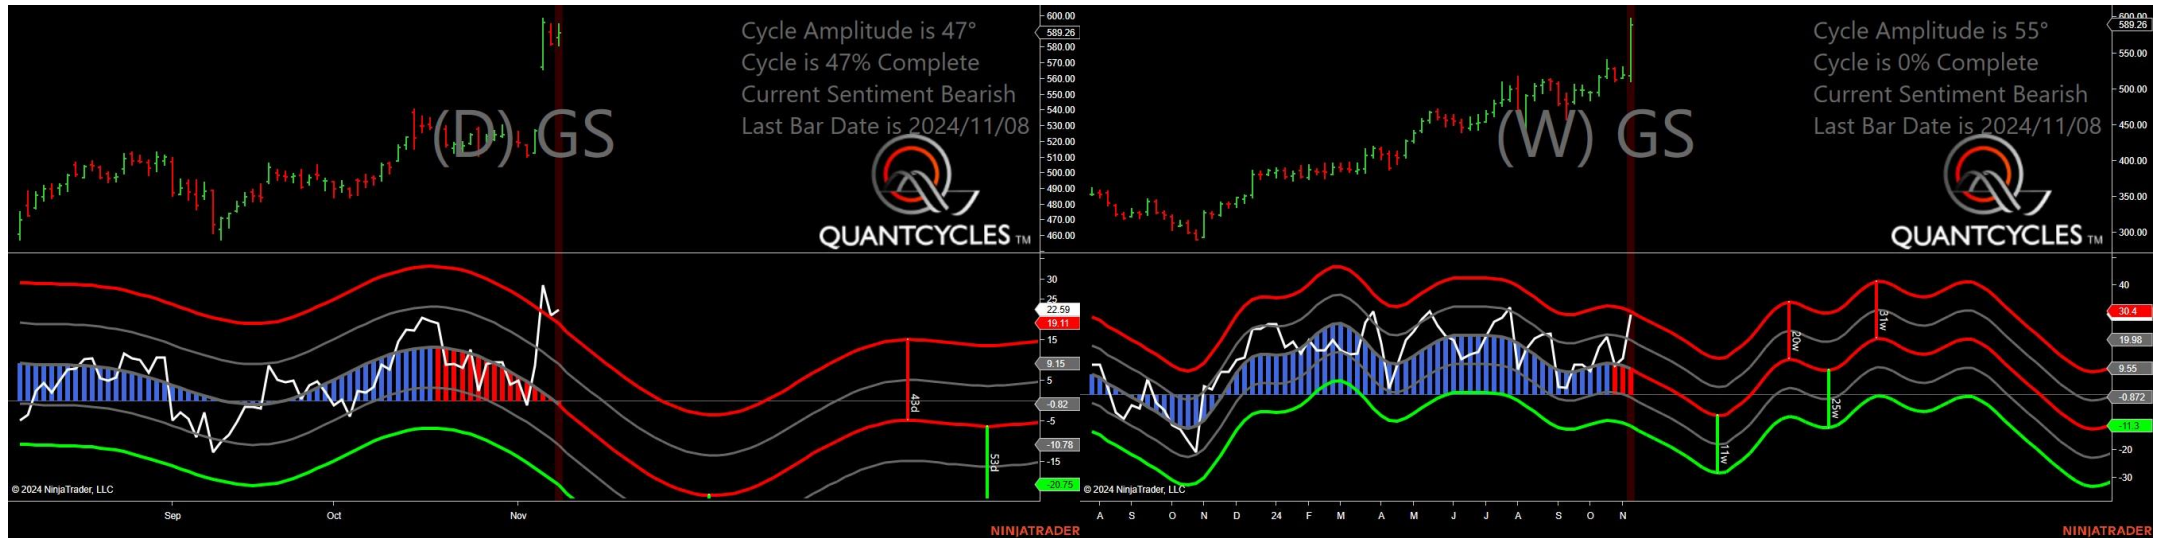 Cycle Amplitude is 47°
Cycle is 47% Complete
Current Sentiment Bearish
Last Bar Date is 2024/11/08
(D) GS
QUANTCYCLES TM
600.00
589.26
580.00
570.00
560.00
550.00
540.00
530.00
520.00
510.00
500.00
490.00
480.00
470.00
460.00
30
25
22.59
19.11
15
9.15
5
-0.82
-5
-10.78
-15
-20.75
43d
53d
© 2024 NinjaTrader, LLC
Sep Oct Nov
NINJATRADER
Cycle Amplitude is 55°
Cycle is 0% Complete
Current Sentiment Bearish
Last Bar Date is 2024/11/08
(W) GS
QUANTCYCLES TM
600.00
589.26
550.00
500.00
450.00
400.00
350.00
300.00
40
30.4
19.98
9.55
-0.872
-11.3
-20
-30
20w
31w
25w
11w
© 2024 NinjaTrader, LLC
A S O N D 24 F M A M J J A S O N
NINJATRADER